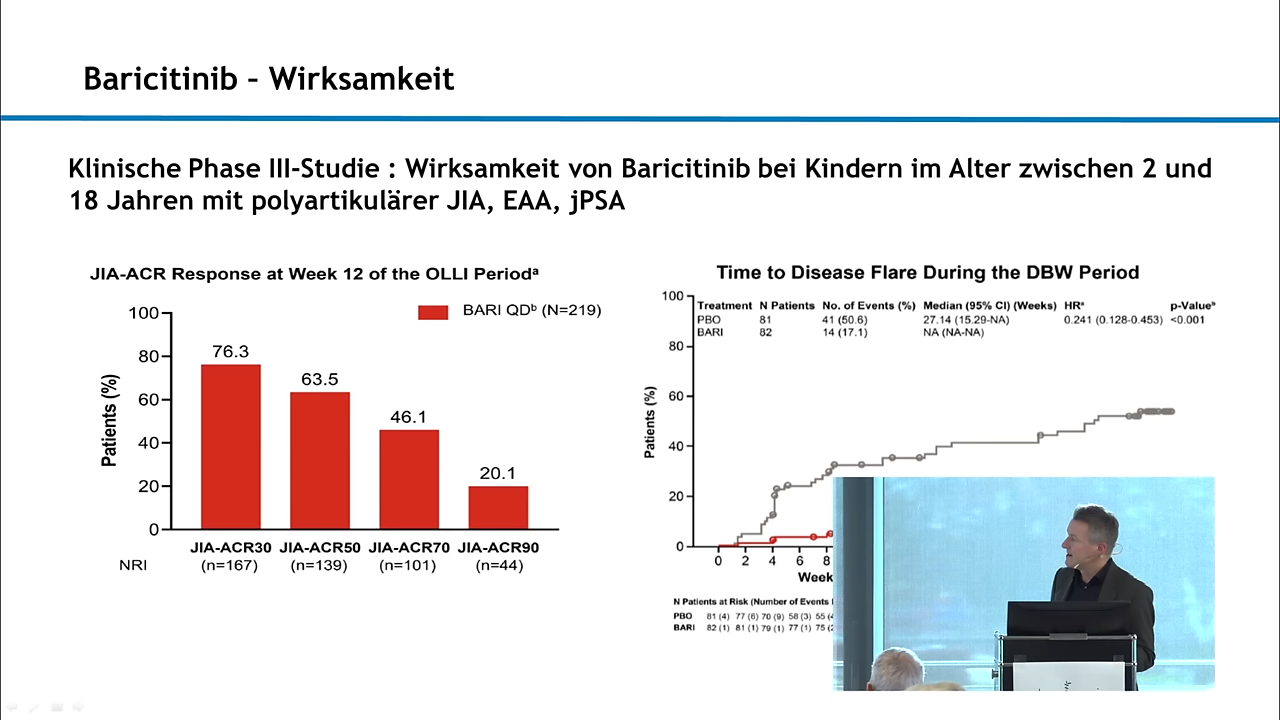 Baricitinib – Wirksamkeit
Klinische Phase III-Studie : Wirksamkeit von Baricitinib bei Kindern im Alter zwischen 2 und
18 Jahren mit polyartikulärer JIA, EAA, jPSA
JIA-ACR Response at Week 12 of the OLLI Periodᵃ
BARI QDᵇ (N=219)
Patients (%)
100
80
60
40
20
0
76.3
63.5
46.1
20.1
JIA-ACR30 JIA-ACR50 JIA-ACR70 JIA-ACR90
NRI (n=167) (n=139) (n=101) (n=44)
Time to Disease Flare During the DBW Period
Treatment N Patients No. of Events (%) Median (95% CI) (Weeks) HRᵃ p-Valueᵇ
PBO 81 41 (50.6) 27.14 (15.29-NA) 0.241 (0.128-0.453) <0.001
BARI 82 14 (17.1) NA (NA-NA)
Patients (%)
100
80
60
40
20
0
0 2 4 6 8
Week
N Patients at Risk (Number of Events
PBO 81 (4) 77 (6) 70 (9) 58 (3) 55
BARI 82 (1) 81 (1) 79 (1) 77 (1) 75